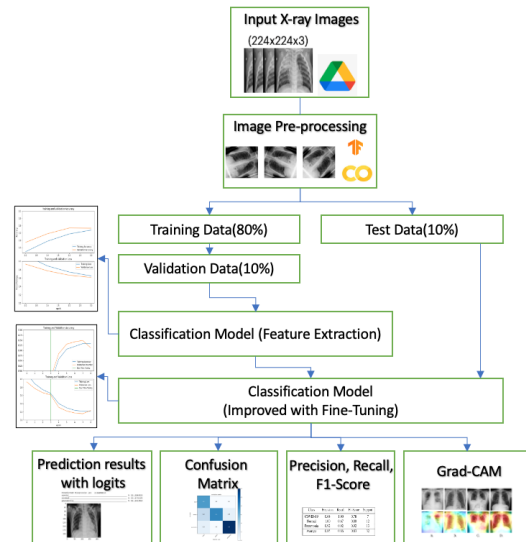 Input X-ray Images
(224x224x3)
Image Pre-processing
Training Data(80%)
Test Data(10%)
Validation Data(10%)
Classification Model (Feature Extraction)
Classification Model
(Improved with Fine-Tuning)
Prediction results
with logits
Confusion
Matrix
Precision, Recall,
F1-Score
Grad-CAM